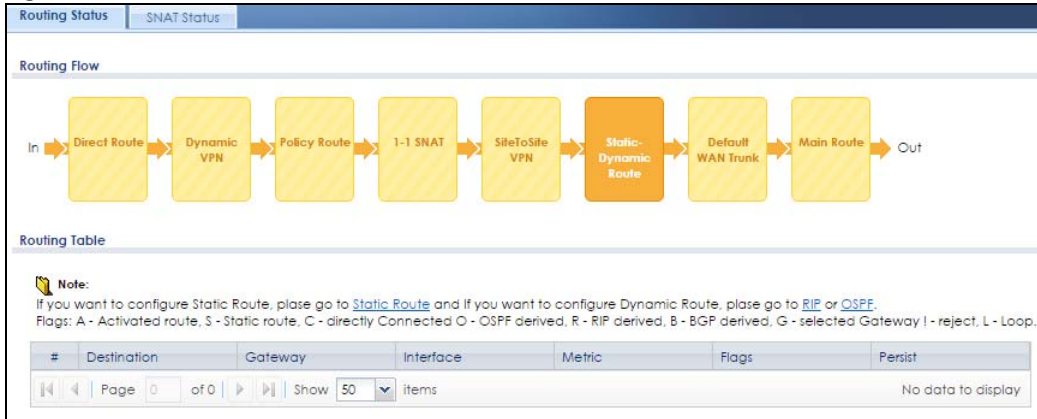 Routing Status SNAT Status
Routing Flow
In Direct Route Dynamic VPN Policy Route 1-1 SNAT SiteToSite VPN Static-Dynamic Route Default WAN Trunk Main Route Out
Routing Table
Note:
If you want to configure Static Route, plase go to Static Route and If you want to configure Dynamic Route, plase go to RIP or OSPF.
Flags: A - Activated route, S - Static route, C - directly Connected O - OSPF derived, R - RIP derived, B - BGP derived, G - selected Gateway ! - reject, L - Loop.
# Destination Gateway Interface Metric Flags Persist
Page 0 of 0 Show 50 items No data to display